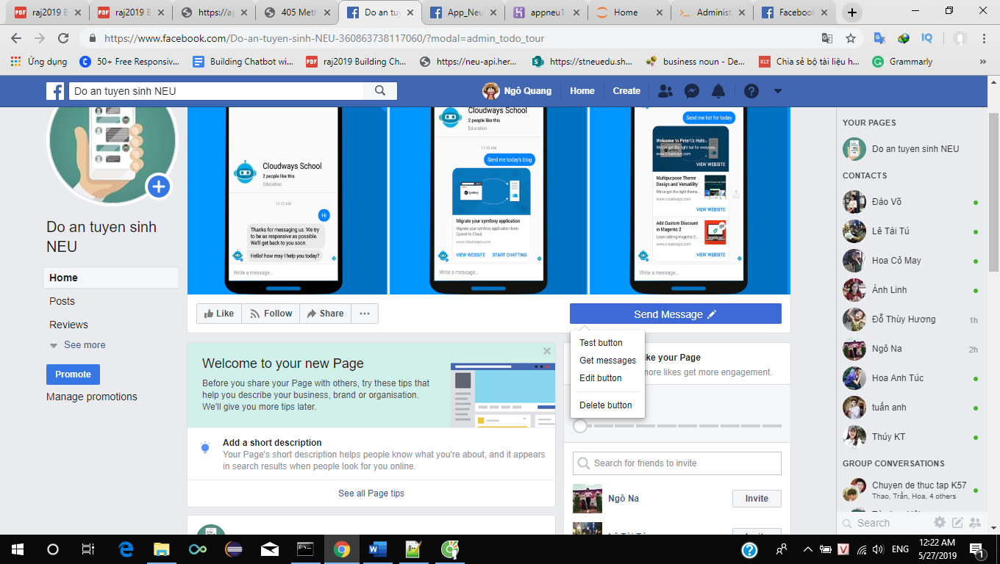 raj2019 B
raj2019 B
https://ap
405 Meth
Do an tuy
App_Neu
appneu1
Home
Administ
Facebook
https://www.facebook.com/Do-an-tuyen-sinh-NEU-360863738117060/?modal=admin_todo_tour
Ứng dụng
50+ Free Responsiv...
Building Chatbot wi...
raj2019 Building Ch...
https://neu-api.her...
https://stneuedu.sh...
business noun - De...
Chia sẻ bộ tài liệu h...
Grammarly
Do an tuyen sinh NEU
Ngô Quang
Home
Create
Do an tuyen sinh
NEU
Home
Posts
Reviews
See more
Promote
Manage promotions
Cloudways School
2 people like this
Education
11:12 AM
Hi
Thanks for messaging us. We try
to be as responsive as possible.
We'll get back to you soon.
Hello! how may I help you today?
Write a message...
Cloudways School
2 people like this
Education
11:13 AM
Send me today's blog
Migrate your symfony application
Migrate your symfony application from
Cpanel to Cloud.
www.cloudways.com
VIEW WEBSITE
START CHATTING
Write a message...
Send me list for today
Welcome to Peter\'s Hats
We've got the right hat for everyone.
www.cloudways.com
VIEW WEBSITE
Multipurpose Theme
Design and Versatility
We've got the right theme...
www.cloudways.com
VIEW WEBSITE
Add Custom Discount
in Magento 2
Learn adding magento 2...
www.cloudways.com
VIEW WEBSITE
Write a message...
Like
Follow
Share
Send Message
Test button
Get messages
Edit button
Delete button
Welcome to your new Page
Before you share your Page with others, try these tips that
help you describe your business, brand or organisation.
We'll give you more tips later.
Add a short description
Your Page's short description helps people know what you're about, and it appears
in search results when people look for you online.
See all Page tips
ke your Page
more likes get more engagement.
Search for friends to invite
Ngô Na
Invite
YOUR PAGES
Do an tuyen sinh NEU
CONTACTS
Đào Võ
Lê Tài Tú
Hoa Cỏ May
Ánh Linh
Đỗ Thùy Hương 1h
Ngô Na 2h
Hoa Anh Túc
tuấn anh
Thúy KT
GROUP CONVERSATIONS
Chuyen de thuc tap K57
Thao, Trần, Hoa, 4 others
Search
ENG
12:22 AM
5/27/2019